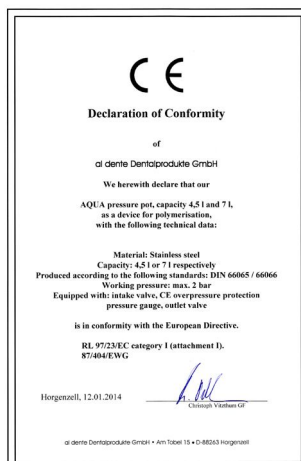 CE
Declaration of Conformity
of
al dente Dentalprodukte GmbH
We herewith declare that our
AQUA pressure pot, capacity 4,5 l and 7 l,
as a device for polymerisation,
with the following technical data:
Material: Stainless steel
Capacity: 4,5 l or 7 l respectively
Produced according to the following standards: DIN 66065 / 66066
Working pressure: max. 2 bar
Equipped with: intake valve, CE overpressure protection
pressure gauge, outlet valve
is in conformity with the European Directive.
RL 97/23/EC category I (attachment I).
87/404/EWG
Horgenzell, 12.01.2014
Christoph Vitzthum GF
al dente Dentalprodukte GmbH • Am Tobel 15 • D-88263 Horgenzell